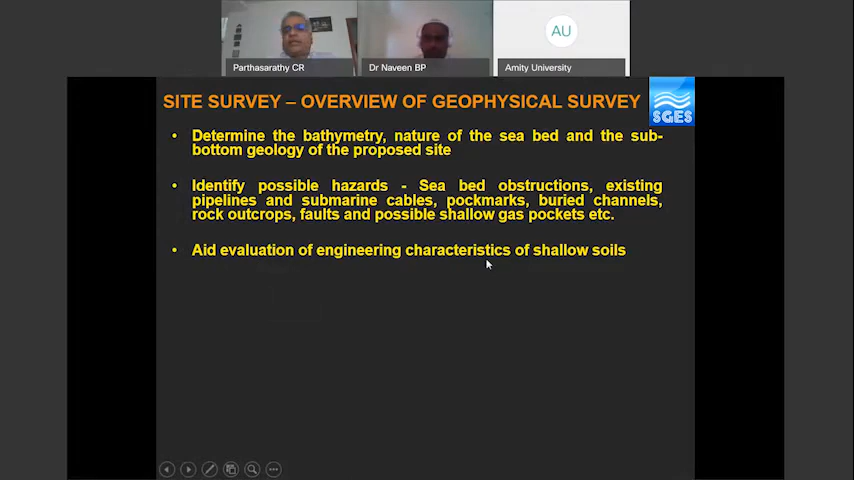 AU
Parthasarathy CR
Dr Naveen BP
Amity University
SITE SURVEY – OVERVIEW OF GEOPHYSICAL SURVEY
SGES
• Determine the bathymetry, nature of the sea bed and the sub-
bottom geology of the proposed site
• Identify possible hazards - Sea bed obstructions, existing
pipelines and submarine cables, pockmarks, buried channels,
rock outcrops, faults and possible shallow gas pockets etc.
• Aid evaluation of engineering characteristics of shallow soils